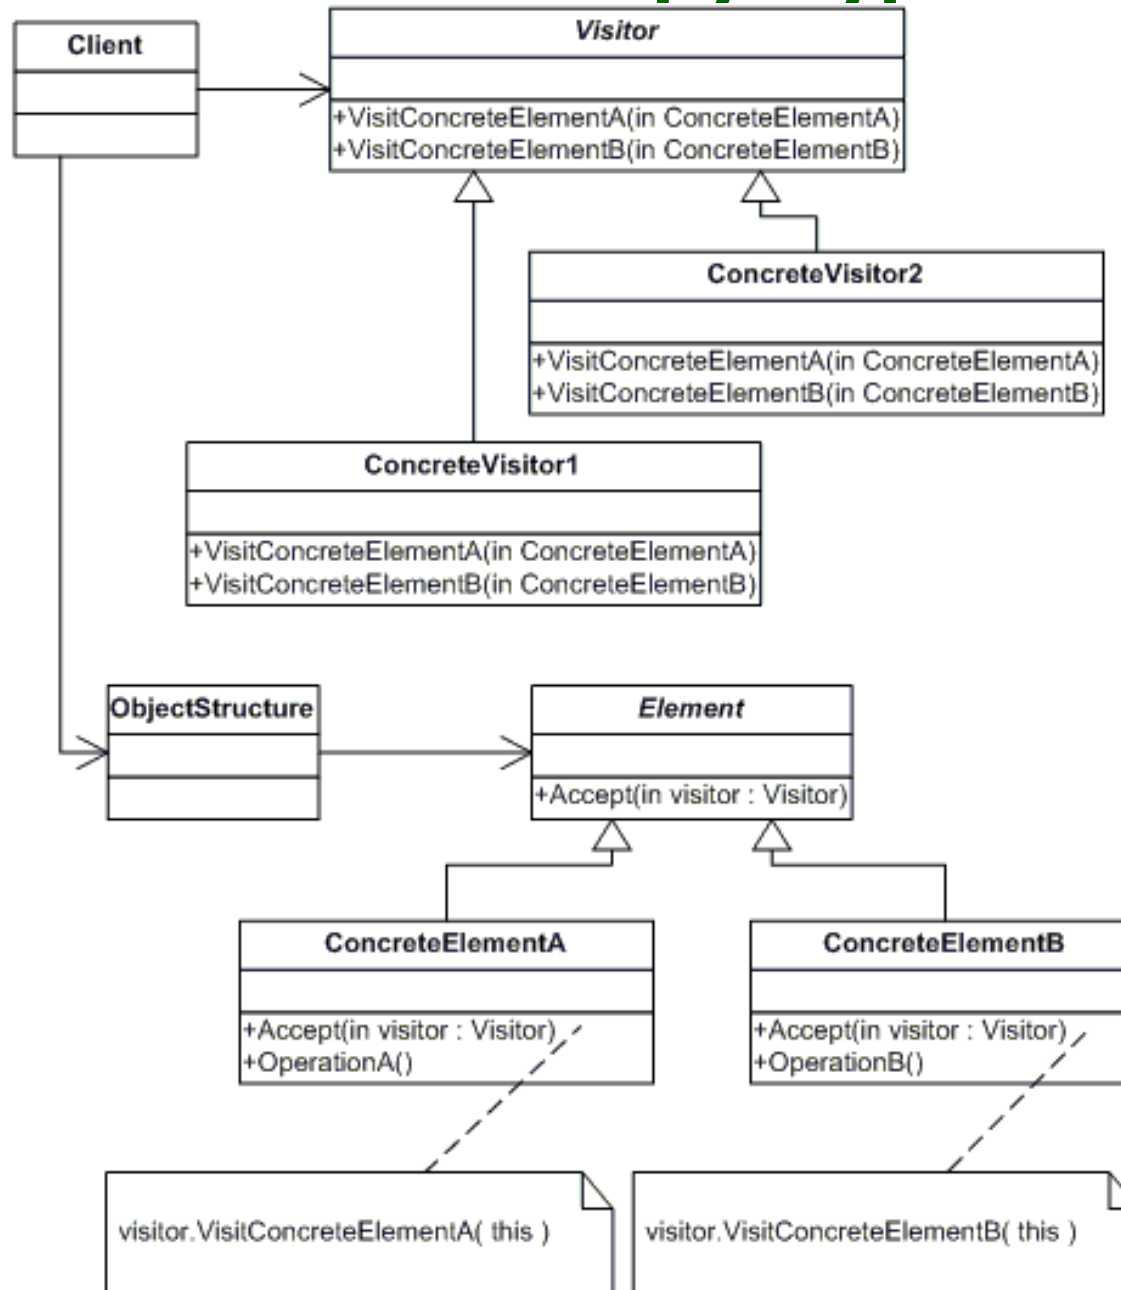 Client
Visitor
+VisitConcreteElementA(in ConcreteElementA)
+VisitConcreteElementB(in ConcreteElementB)
ConcreteVisitor2
+VisitConcreteElementA(in ConcreteElementA)
+VisitConcreteElementB(in ConcreteElementB)
ConcreteVisitor1
+VisitConcreteElementA(in ConcreteElementA)
+VisitConcreteElementB(in ConcreteElementB)
ObjectStructure
Element
+Accept(in visitor : Visitor)
ConcreteElementA
+Accept(in visitor : Visitor)
+OperationA()
ConcreteElementB
+Accept(in visitor : Visitor)
+OperationB()
visitor.VisitConcreteElementA( this )
visitor.VisitConcreteElementB( this )